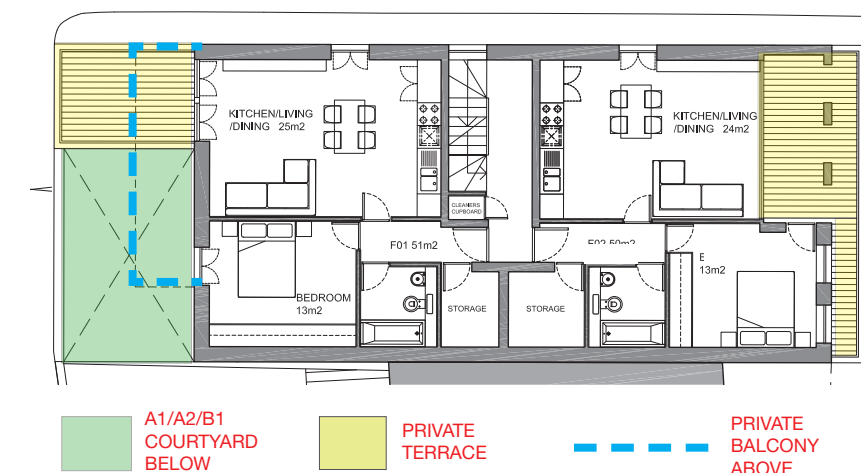 KITCHEN/LIVING
/DINING 25m2
KITCHEN/LIVING
/DINING 24m2
CLEANERS
CUPBOARD
F01 51m2
F02 50m2
BEDROOM
13m2
STORAGE
STORAGE
13m2
A1/A2/B1
COURTYARD
BELOW
PRIVATE
TERRACE
PRIVATE
BALCONY
ABOVE